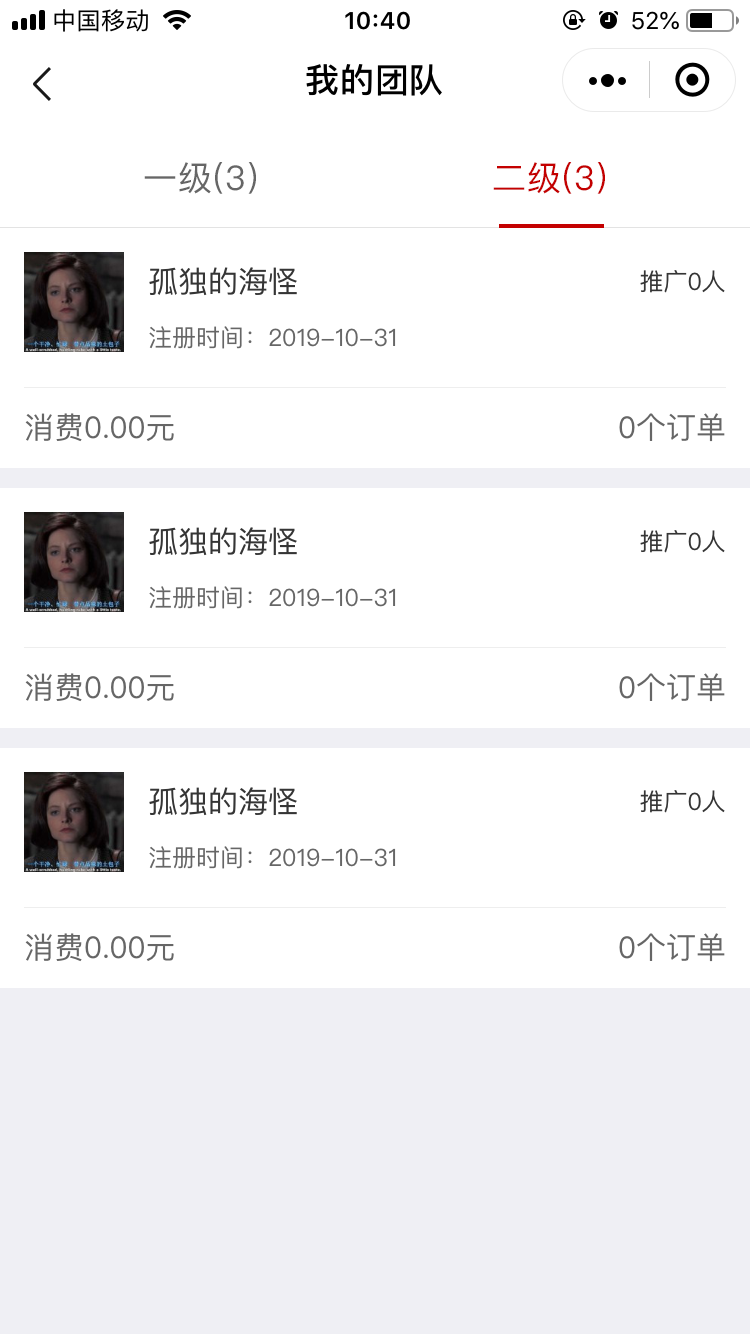 中国移动 10:40 52%
我的团队
一级(3) 二级(3)
孤独的海怪 推广0人
注册时间：2019-10-31
消费0.00元 0个订单
孤独的海怪 推广0人
注册时间：2019-10-31
消费0.00元 0个订单
孤独的海怪 推广0人
注册时间：2019-10-31
消费0.00元 0个订单